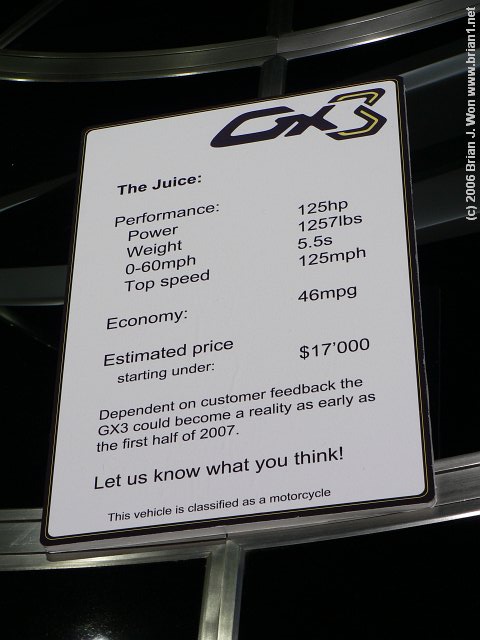 GX3
The Juice:
Performance:
Power 125hp
Weight 1257lbs
0-60mph 5.5s
Top speed 125mph
Economy: 46mpg
Estimated price
starting under: $17'000
Dependent on customer feedback the
GX3 could become a reality as early as
the first half of 2007.
Let us know what you think!
This vehicle is classified as a motorcycle
(c) 2006 Brian J. Won www.brian1.net